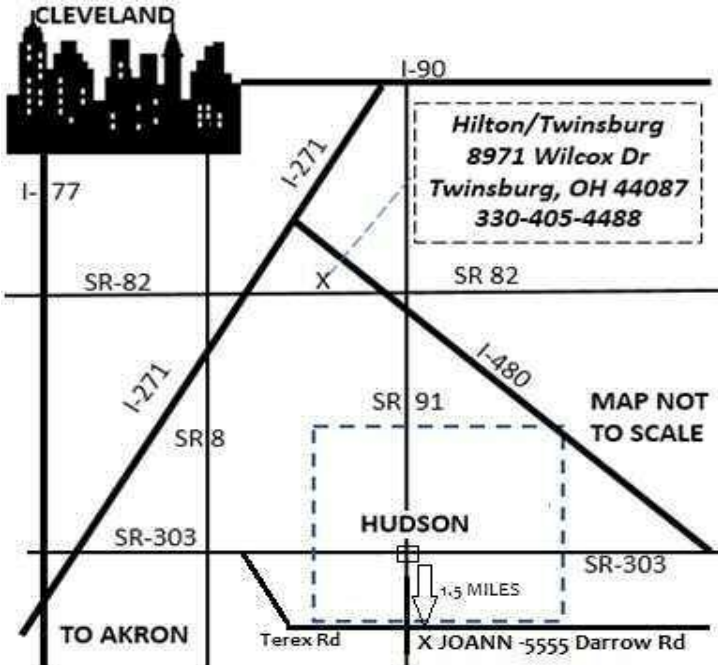 CLEVELAND
I-90
I-271
Hilton/Twinsburg
8971 Wilcox Dr
Twinsburg, OH 44087
330-405-4488
I-77
X
SR-82
SR 82
I-271
I-480
SR 91
MAP NOT
TO SCALE
SR 8
HUDSON
SR-303
SR-303
1.5 MILES
TO AKRON
Terex Rd
X JOANN -5555 Darrow Rd